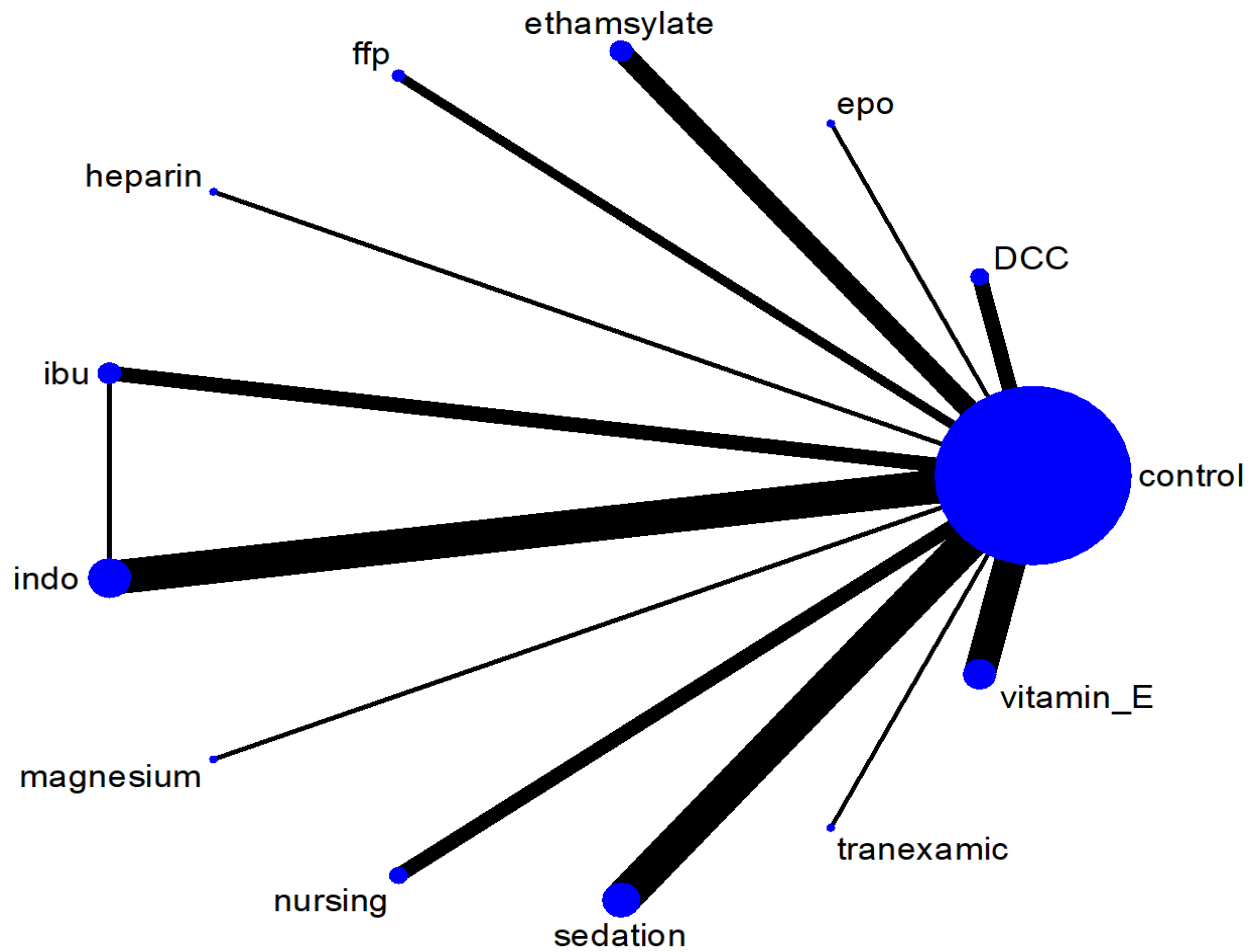 ethamsylate
ffp
epo
heparin
DCC
ibu
control
indo
vitamin_E
magnesium
tranexamic
nursing
sedation